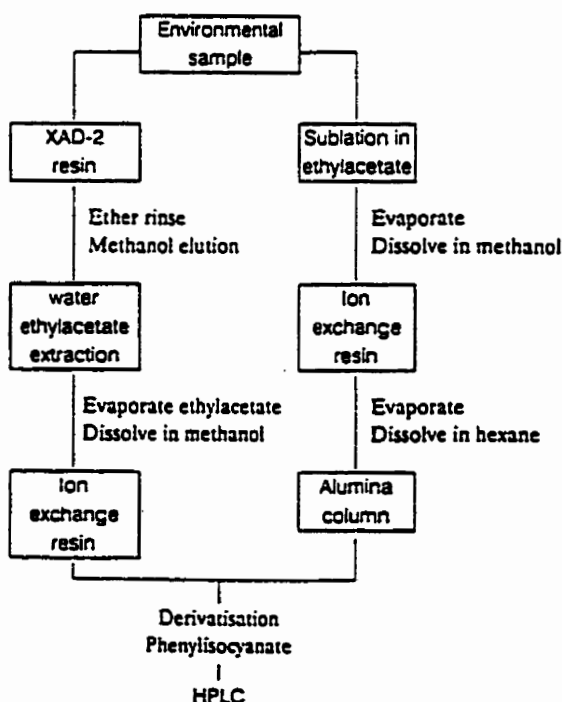 Environmental
sample
XAD-2
resin
Sublation in
ethylacetate
Ether rinse
Methanol elution
Evaporate
Dissolve in methanol
water
ethylacetate
extraction
Ion
exchange
resin
Evaporate ethylacetate
Dissolve in methanol
Evaporate
Dissolve in hexane
Ion
exchange
resin
Alumina
column
Derivatisation
Phenylisocyanate
HPLC